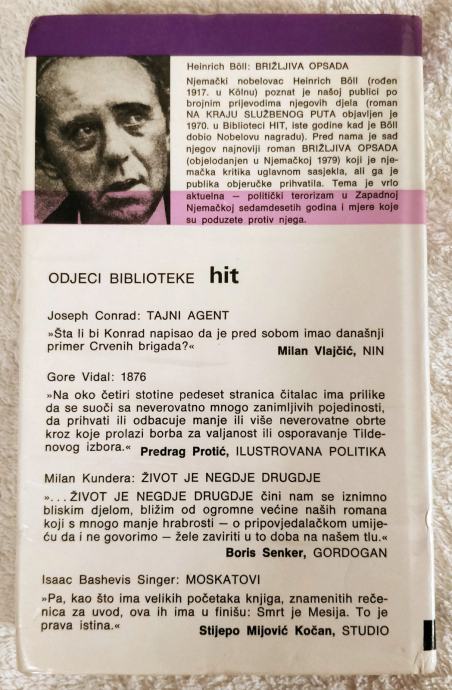 Heinrich Böll: BRIŽLJIVA OPSADA
Njemački nobelovac Heinrich Böll (rođen
1917. u Kölnu) poznat je našoj publici po
brojnim prijevodima njegovih djela (roman
NA KRAJU SLUŽBENOG PUTA objavljen je
1970. u Biblioteci HIT, iste godine kad je Böll
dobio Nobelovu nagradu). Pred nama je sad
njegov najnoviji roman BRIŽLJIVA OPSADA
(objelodanjen u Njemačkoj 1979) koji je nje-
mačka kritika uglavnom sasjekla, ali ga je
publika objeručke prihvatila. Tema je vrlo
aktuelna — politički terorizam u Zapadnoj
Njemačkoj sedamdesetih godina i mjere koje
su poduzete protiv njega.
ODJECI BIBLIOTEKE hit
Joseph Conrad: TAJNI AGENT
»Šta li bi Konrad napisao da je pred sobom imao današnji
primer Crvenih brigada?« Milan Vlajčić, NIN
Gore Vidal: 1876
»Na oko četiri stotine pedeset stranica čitalac ima prilike
da se suoči sa neverovatno mnogo zanimljivih pojedinosti,
da prihvati ili odbacuje manje ili više neverovatne obrte
kroz koje prolazi borba za valjanost ili osporavanje Tilde-
novog izbora.« Predrag Protić, ILUSTROVANA POLITIKA
Milan Kundera: ŽIVOT JE NEGDJE DRUGDJE
»...ŽIVOT JE NEGDJE DRUGDJE čini nam se iznimno
bliskim djelom, bližim od ogromne većine naših romana
koji s mnogo manje hrabrosti — o pripovjedalačkom umije-
ću da i ne govorimo — žele zaviriti u to doba na našem tlu.«
Boris Senker, GORDOGAN
Isaac Bashevis Singer: MOSKATOVI
»Pa, kao što ima velikih početaka knjiga, znamenitih reče-
nica za uvod, ova ih ima u finišu: Smrt je Mesija. To je
prava istina.« Stijepo Mijović Kočan, STUDIO